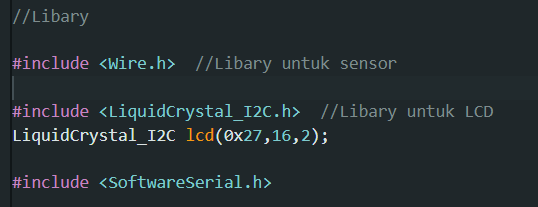 //Libary
#include <Wire.h>  //Libary untuk sensor
#include <LiquidCrystal_I2C.h>  //Libary untuk LCD
LiquidCrystal_I2C lcd(0x27,16,2);
#include <SoftwareSerial.h>